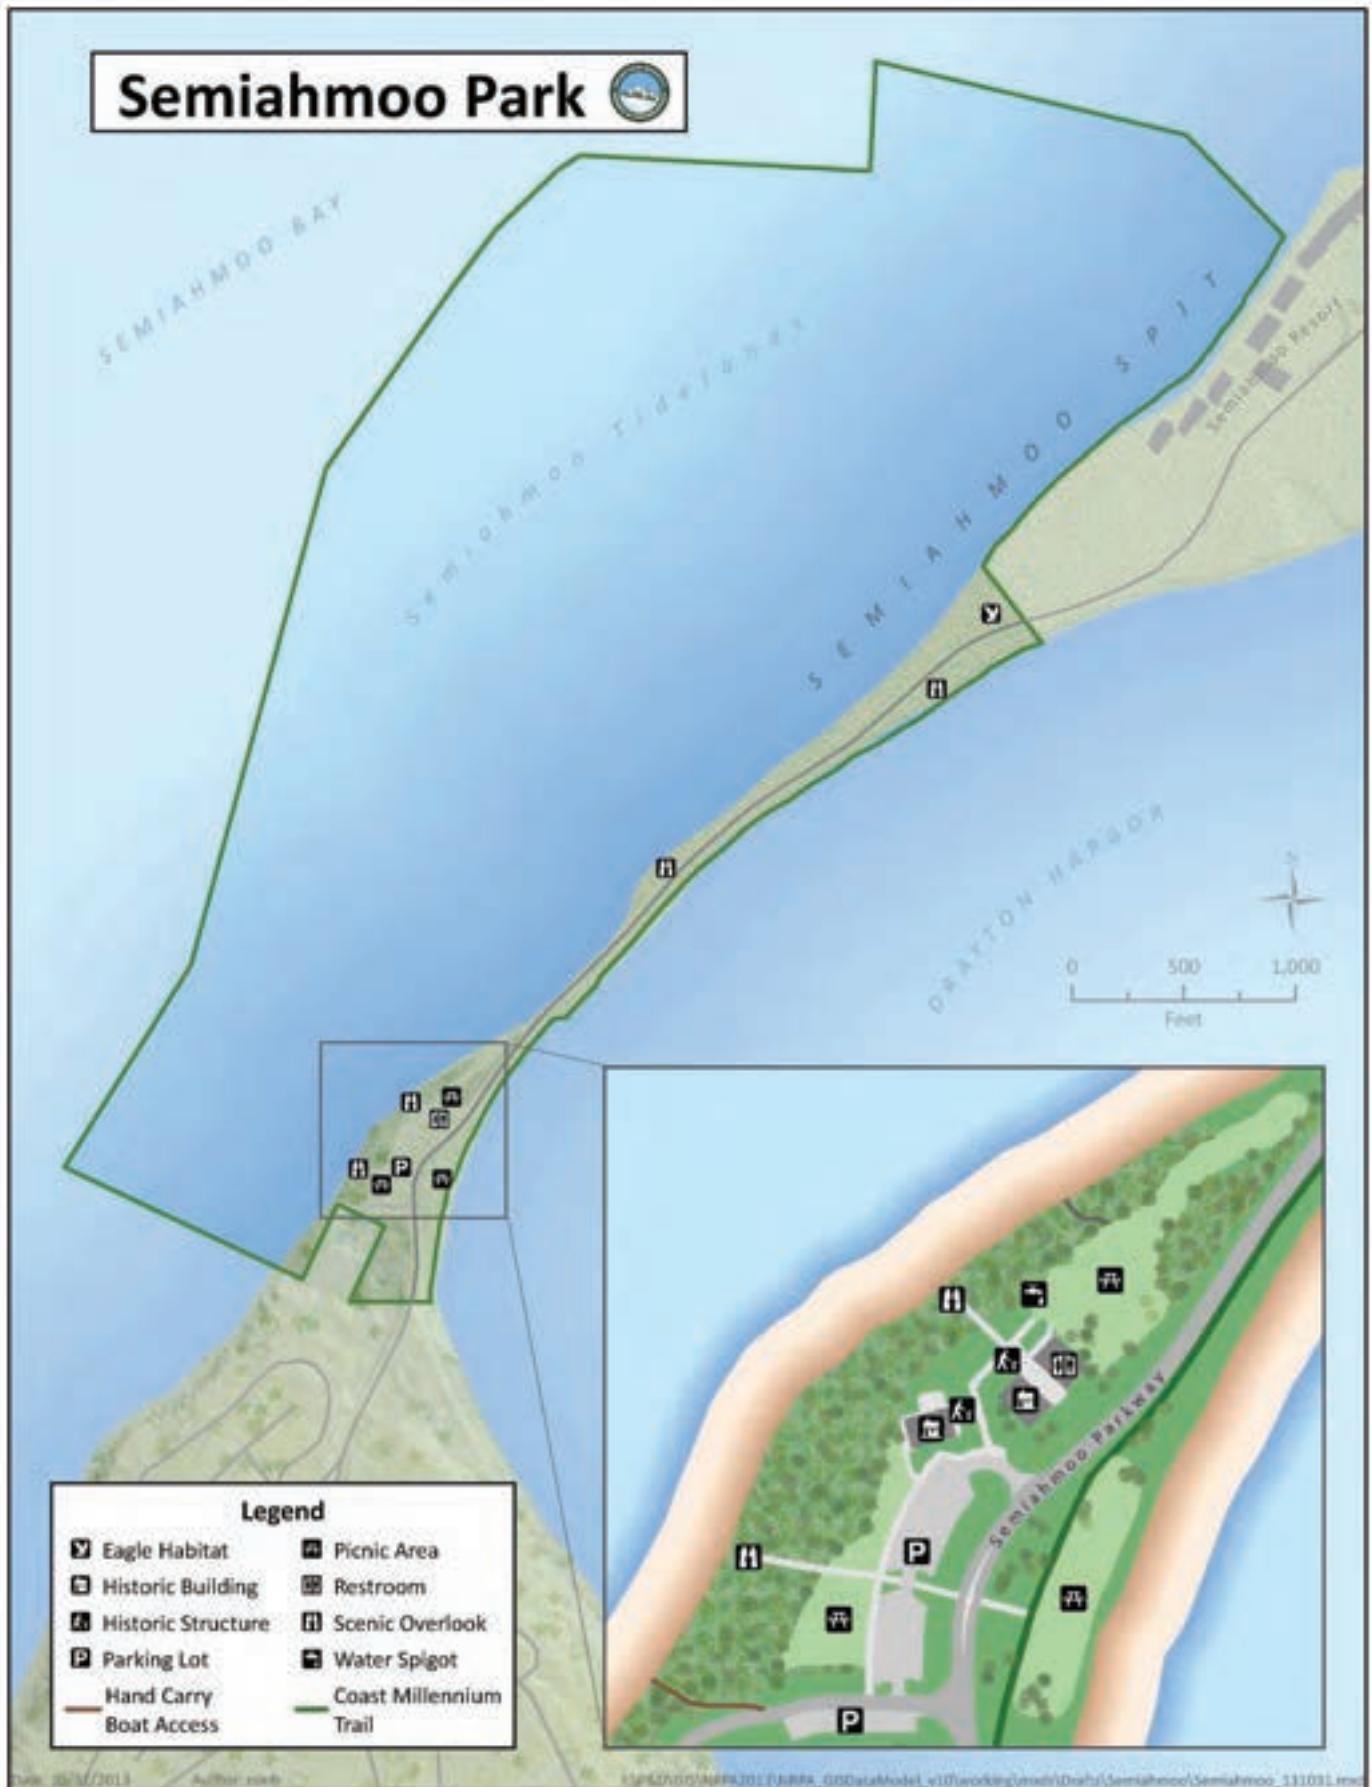 Semiahmoo Park
SEMIAHMOO BAY
Semiahmoo Tidelands
SEMIAHMOO SPIT
Semiahmoo Resort
DRAYTON HARBOR
0 500 1,000
Feet
P
Semiahmoo Parkway
P
P
Legend
Eagle Habitat
Historic Building
Historic Structure
P Parking Lot
Hand Carry
Boat Access
Picnic Area
Restroom
Scenic Overlook
Water Spigot
Coast Millennium
Trail